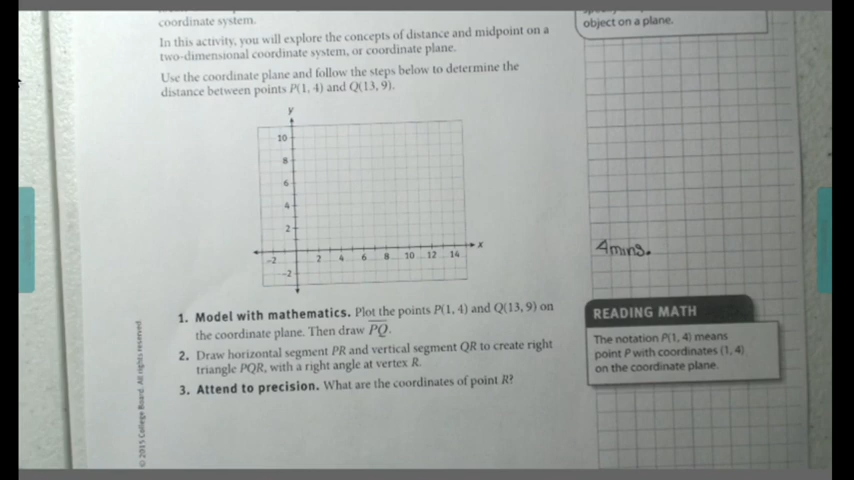 coordinate system.
In this activity, you will explore the concepts of distance and midpoint on a
two-dimensional coordinate system, or coordinate plane.
Use the coordinate plane and follow the steps below to determine the
distance between points P(1, 4) and Q(13, 9).
y
10
8
6
4
2
-2 2 4 6 8 10 12 14 x
-2
1. Model with mathematics. Plot the points P(1, 4) and Q(13, 9) on
the coordinate plane. Then draw PQ.
2. Draw horizontal segment PR and vertical segment QR to create right
triangle PQR, with a right angle at vertex R.
3. Attend to precision. What are the coordinates of point R?
© 2015 College Board. All rights reserved.
object on a plane.
4mins.
READING MATH
The notation P(1, 4) means
point P with coordinates (1, 4)
on the coordinate plane.